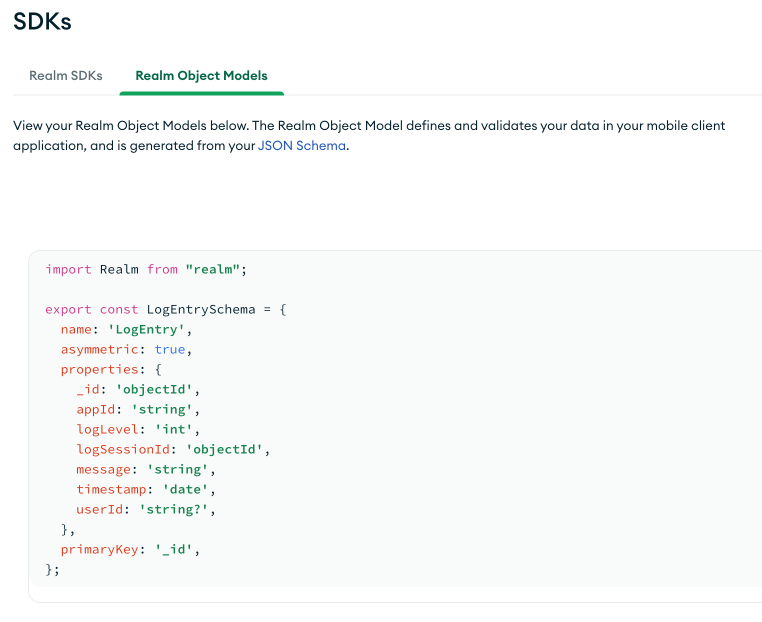 SDKs
Realm SDKs Realm Object Models
View your Realm Object Models below. The Realm Object Model defines and validates your data in your mobile client
application, and is generated from your JSON Schema.
import Realm from "realm";
export const LogEntrySchema = {
  name: 'LogEntry',
  asymmetric: true,
  properties: {
    _id: 'objectId',
    appId: 'string',
    logLevel: 'int',
    logSessionId: 'objectId',
    message: 'string',
    timestamp: 'date',
    userId: 'string?',
  },
  primaryKey: '_id',
};